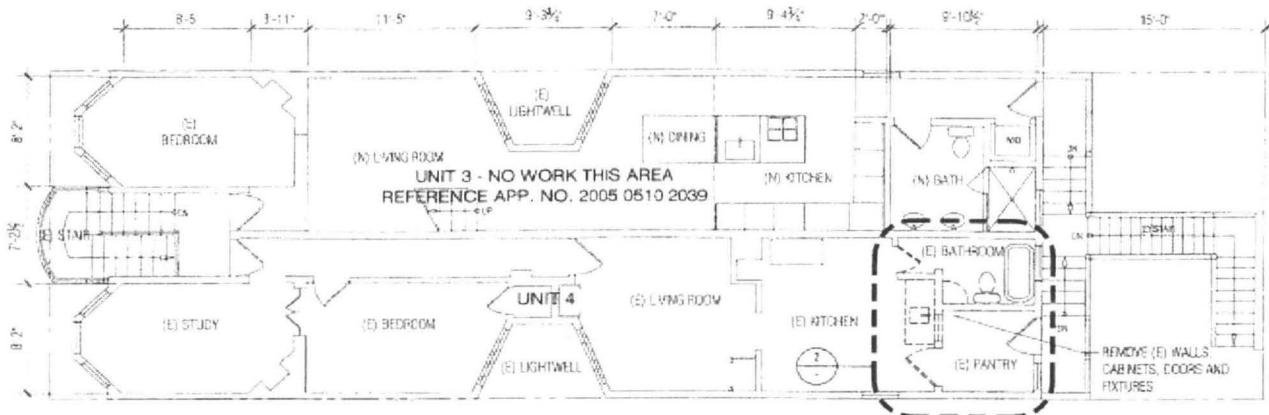 8'-5 3'-11" 11'-5" 9'-3½" 7'-0" 9'-4½" 2'-0" 9'-10½" 15'-0"
8'-2"
7'-2½"
8'-2"
(E)
BEDROOM
(E)
LIGHTWELL
(N) LIVING ROOM
(N) DINING
(N) KITCHEN
(N) BATH
W/D
UNIT 3 - NO WORK THIS AREA
REFERENCE APP. NO. 2005 0510 2039
UP
DN
(E) STAIR
DN
DN
(E) STAIR
(E) BATHROOM
UNIT 4
(E) STUDY
(E) BEDROOM
(E) LIGHTWELL
(E) LIVING ROOM
(E) KITCHEN
(E) PANTRY
2
-
DN
REMOVE (E) WALLS
CABINETS, DOORS AND
FIXTURES